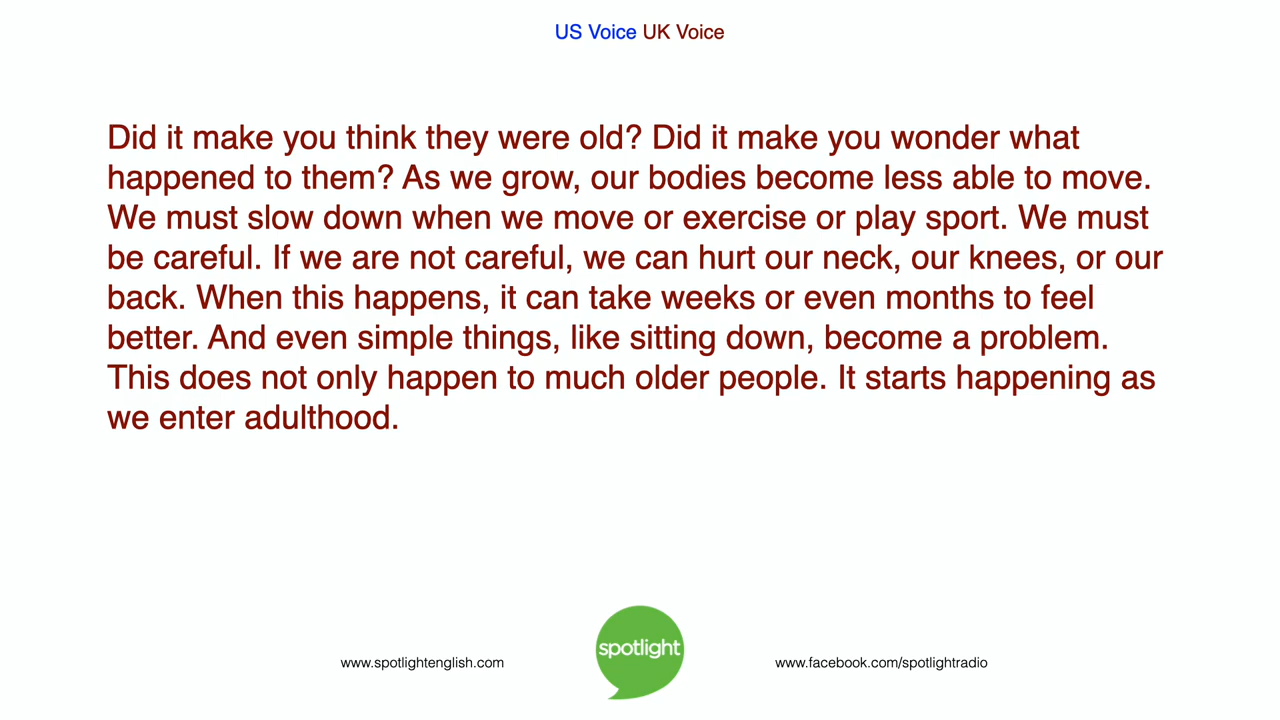 US Voice UK Voice
Did it make you think they were old? Did it make you wonder what
happened to them? As we grow, our bodies become less able to move.
We must slow down when we move or exercise or play sport. We must
be careful. If we are not careful, we can hurt our neck, our knees, or our
back. When this happens, it can take weeks or even months to feel
better. And even simple things, like sitting down, become a problem.
This does not only happen to much older people. It starts happening as
we enter adulthood.
spotlight
www.spotlightenglish.com
www.facebook.com/spotlightradio